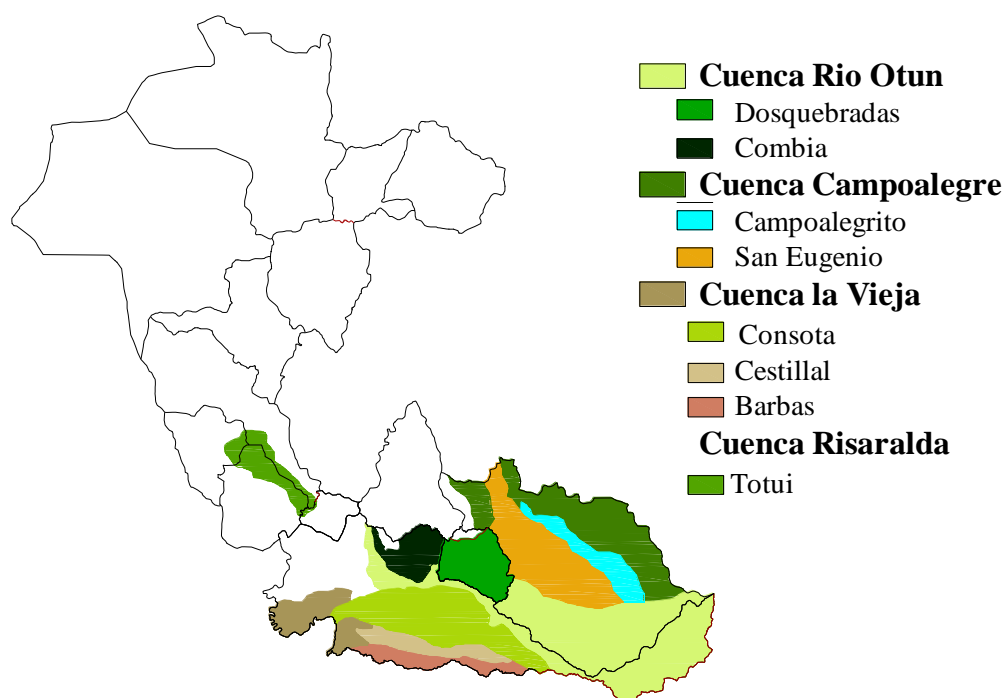 Cuenca Rio Otun
Dosquebradas
Combia
Cuenca Campoalegre
Campoalegrito
San Eugenio
Cuenca la Vieja
Consota
Cestillal
Barbas
Cuenca Risaralda
Totui